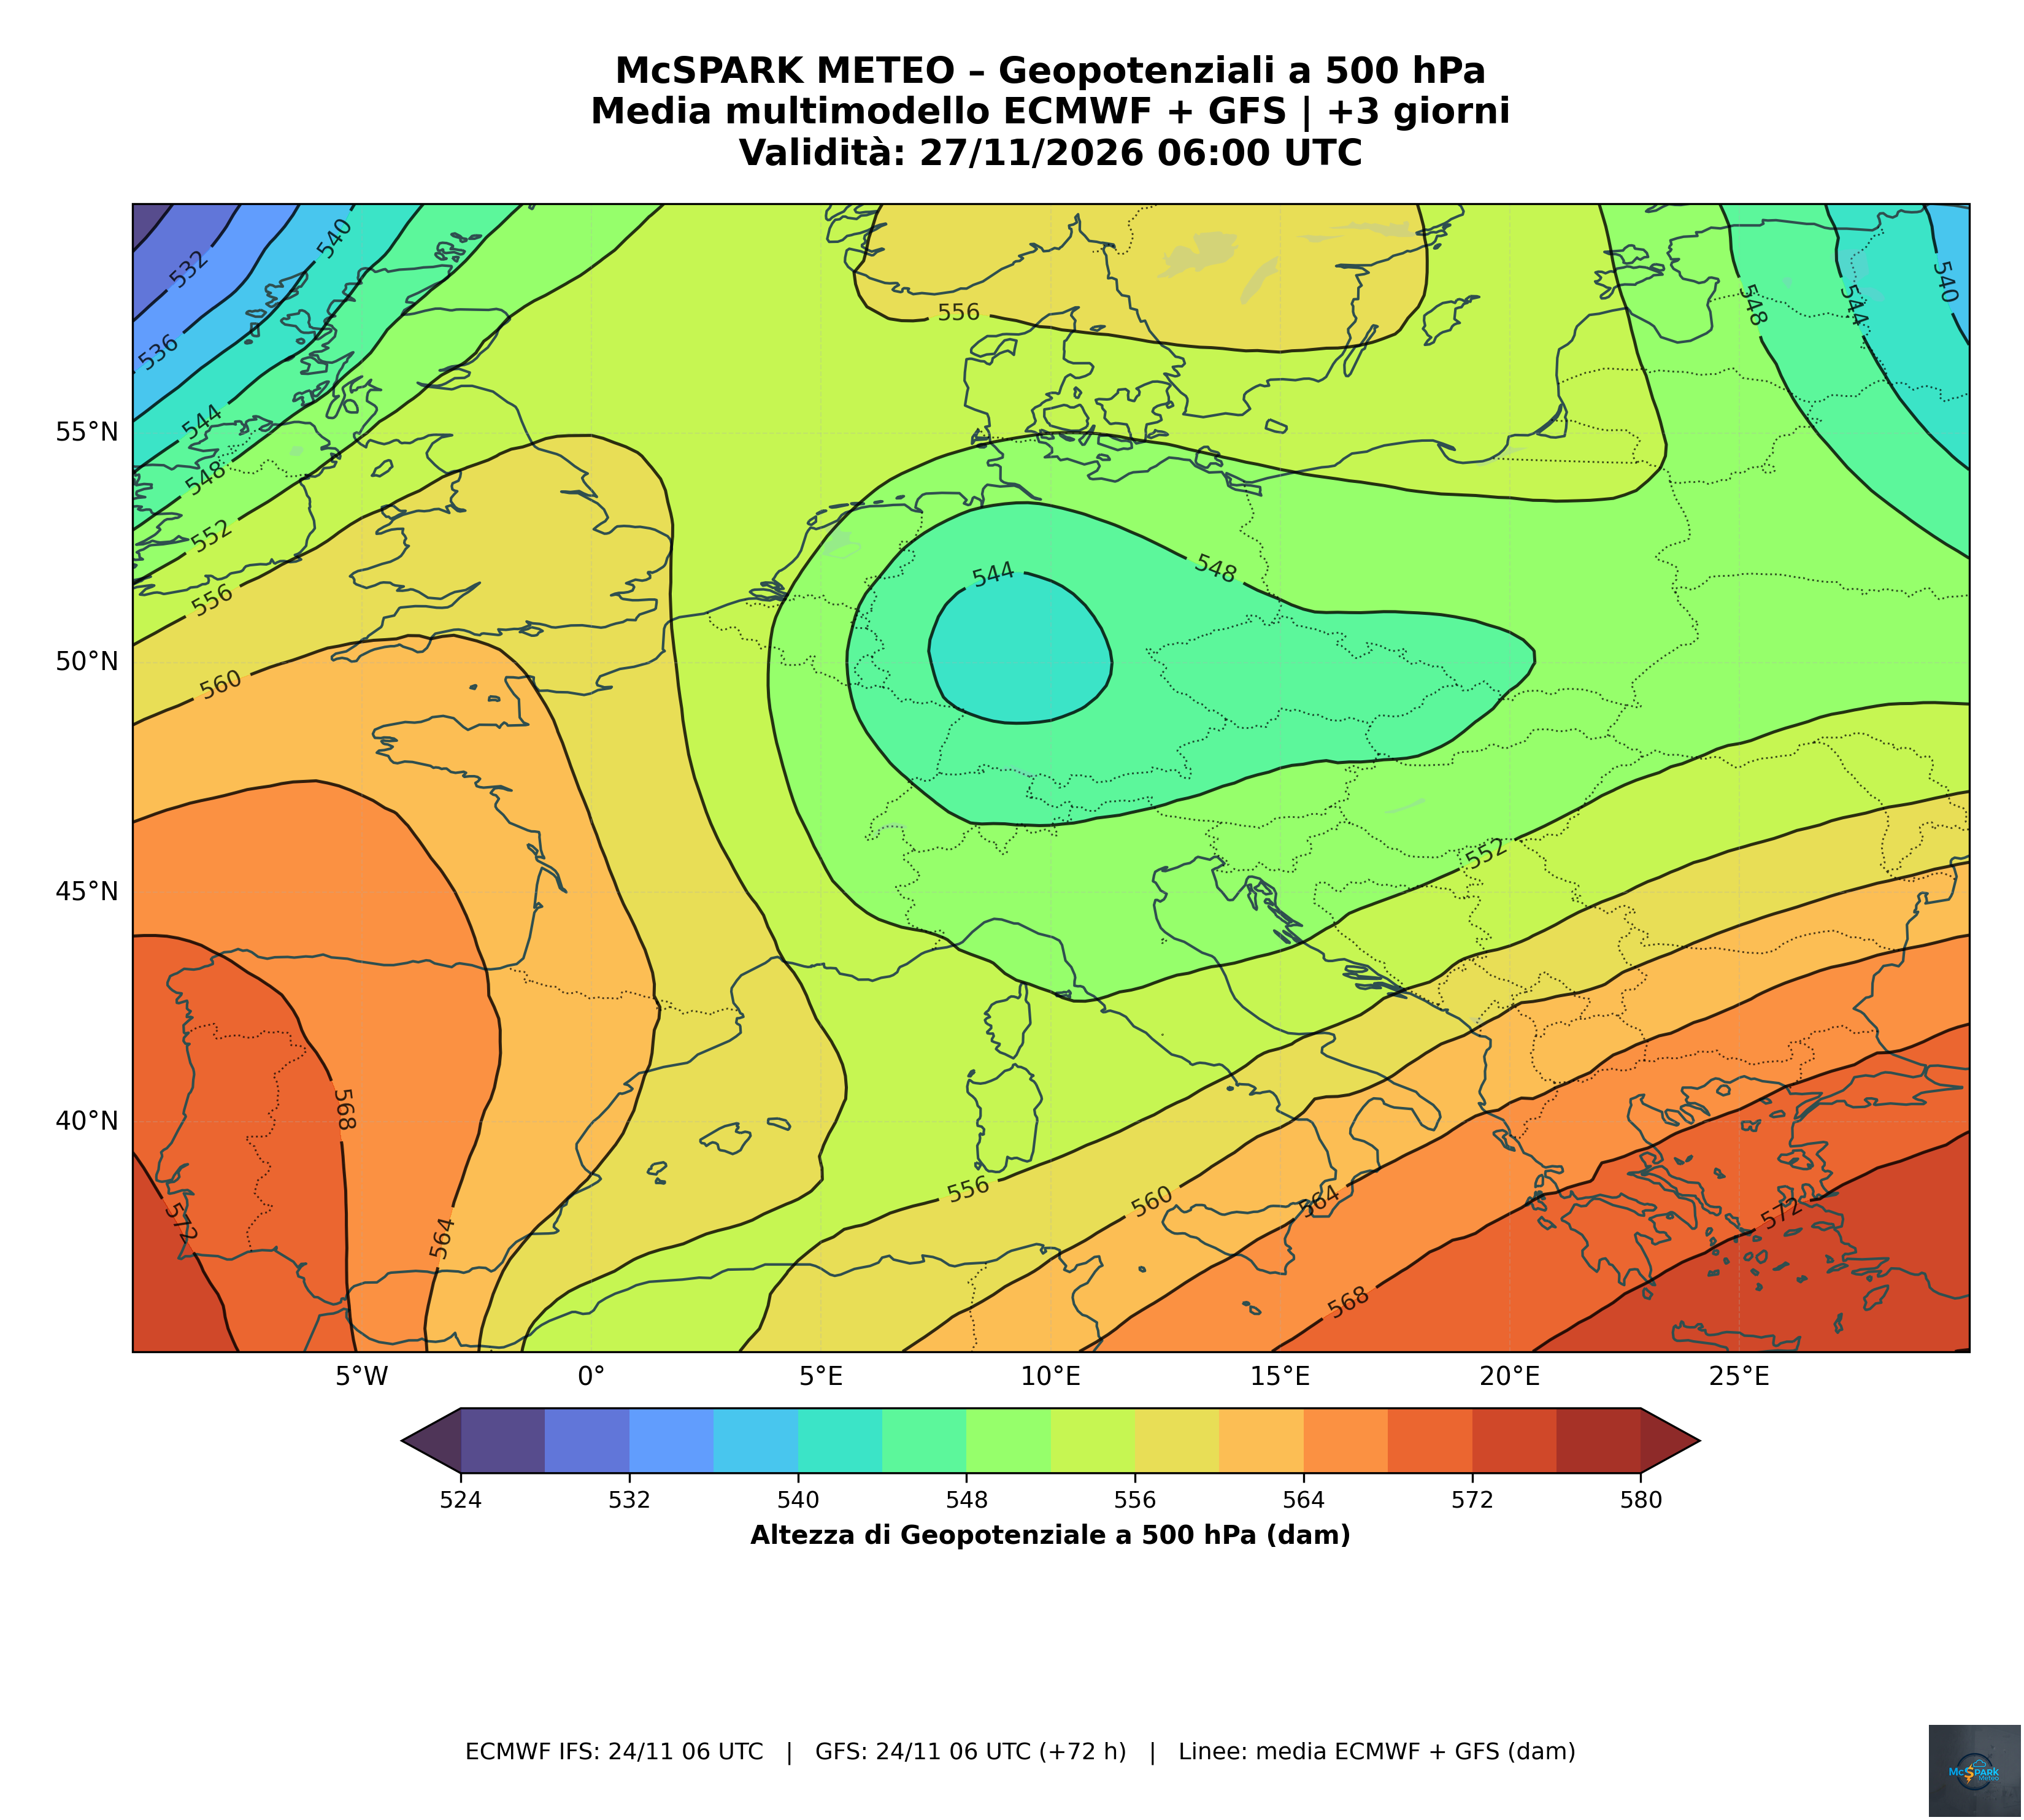 McSPARK METEO – Geopotenziali a 500 hPa
Media multimodello ECMWF + GFS | +3 giorni
Validità: 27/11/2026 06:00 UTC
532
540
536
544
548
552
556
560
556
548
544
540
544
548
552
568
572
564
556
560
564
568
572
55°N
50°N
45°N
40°N
5°W
0°
5°E
10°E
15°E
20°E
25°E
524
532
540
548
556
564
572
580
Altezza di Geopotenziale a 500 hPa (dam)
ECMWF IFS: 24/11 06 UTC | GFS: 24/11 06 UTC (+72 h) | Linee: media ECMWF + GFS (dam)
McSPARK
Meteo